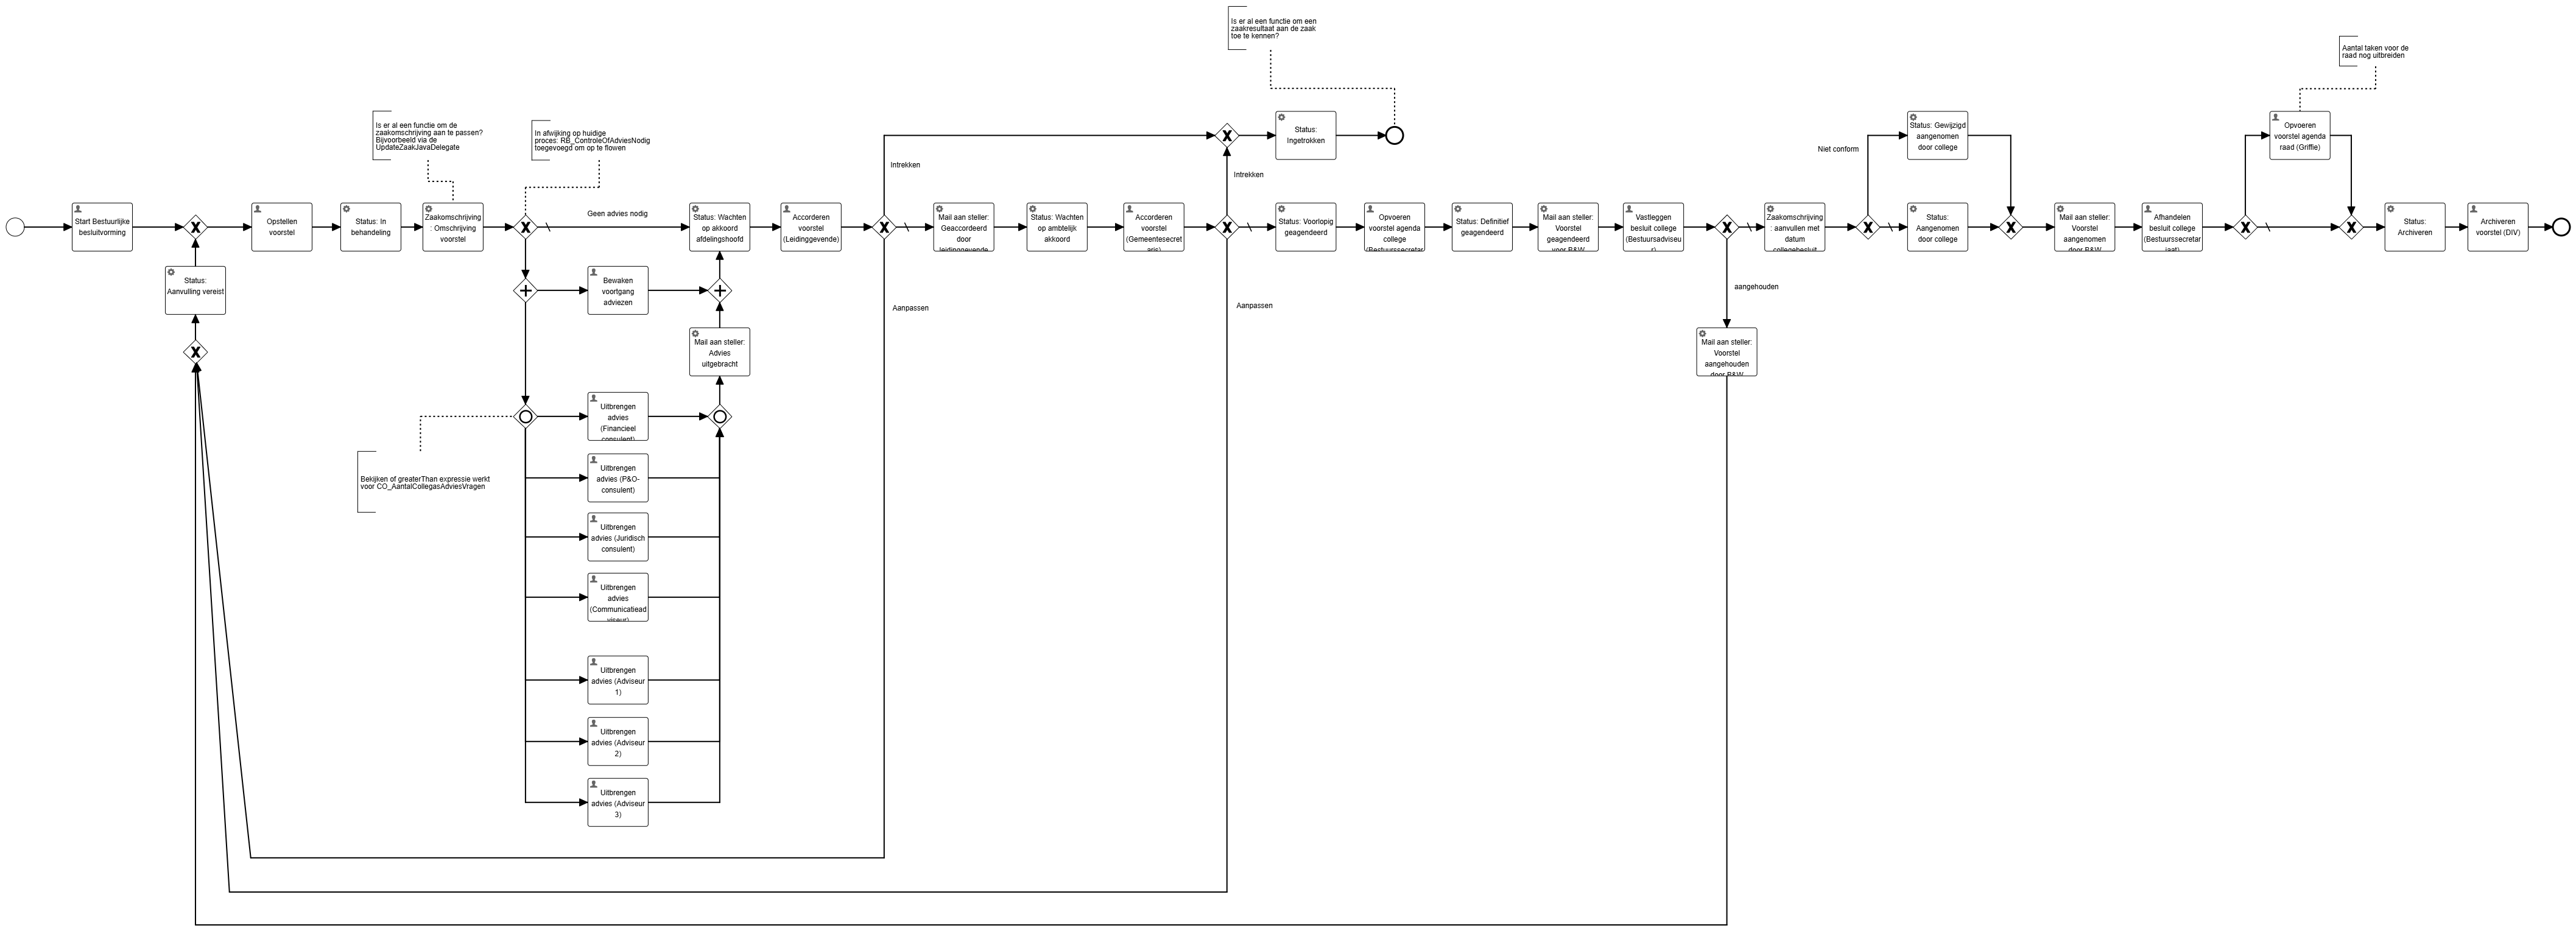 Is er al een functie om een
zaakresultaat aan de zaak
toe te kennen?
Aantal taken voor de
raad nog uitbreiden
Is er al een functie om de
zaakomschrijving aan te passen?
Bijvoorbeeld via de
UpdateZaakJavaDelegate
In afwijking op huidige
proces: RB_ControleOfAdviesNodig
toegevoegd om op te flowen
Status:
Ingetrokken
Status: Gewijzigd
aangenomen
door college
Opvoeren
voorstel agenda
raad (Griffie)
Niet conform
Intrekken
Intrekken
Geen advies nodig
Start Bestuurlijke
besluitvorming
Opstellen
voorstel
Status: In
behandeling
Zaakomschrijving
: Omschrijving
voorstel
Status: Wachten
op akkoord
afdelingshoofd
Accorderen
voorstel
(Leidinggevende)
Mail aan steller:
Geaccordeerd
door
leidinggevende
Status: Wachten
op ambtelijk
akkoord
Accorderen
voorstel
(Gemeentesecret
aris)
Status: Voorlopig
geagendeerd
Opvoeren
voorstel agenda
college
(Bestuurssecretar
Status: Definitief
geagendeerd
Mail aan steller:
Voorstel
geagendeerd
voor B&W
Vastleggen
besluit college
(Bestuursadviseu
r)
Zaakomschrijving
: aanvullen met
datum
collegebesluit
Status:
Aangenomen
door college
Mail aan steller:
Voorstel
aangenomen
door B&W
Afhandelen
besluit college
(Bestuurssecretar
iaat)
Status:
Archiveren
Archiveren
voorstel (DIV)
Status:
Aanvulling vereist
Bewaken
voortgang
adviezen
Aanpassen
Aanpassen
aangehouden
Mail aan steller:
Advies
uitgebracht
Mail aan steller:
Voorstel
aangehouden
door B&W
Uitbrengen
advies
(Financieel
consulent)
Bekijken of greaterThan expressie werkt
voor CO_AantalCollegasAdviesVragen
Uitbrengen
advies (P&O-
consulent)
Uitbrengen
advies (Juridisch
consulent)
Uitbrengen
advies
(Communicatiead
viseur)
Uitbrengen
advies (Adviseur
1)
Uitbrengen
advies (Adviseur
2)
Uitbrengen
advies (Adviseur
3)